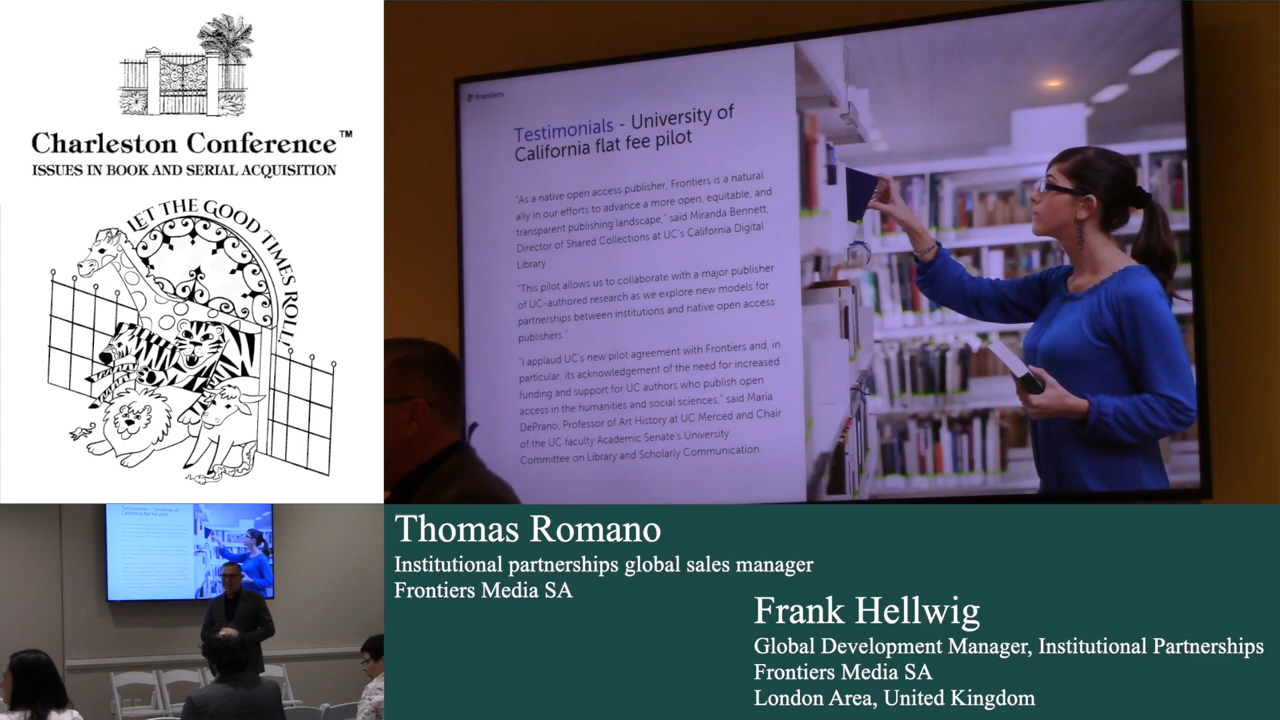 Charleston Conference™
ISSUES IN BOOK AND SERIAL ACQUISITION
LET THE GOOD TIMES ROLL!
frontiers
Testimonials - University of
California flat fee pilot
"As a native open access publisher, Frontiers is a natural
ally in our efforts to advance a more open, equitable, and
transparent publishing landscape," said Miranda Bennett,
Director of Shared Collections at UC's California Digital
Library.
"This pilot allows us to collaborate with a major publisher
of UC-authored research as we explore new models for
partnerships between institutions and native open access
publishers."
"I applaud UC's new pilot agreement with Frontiers and, in
particular, its acknowledgement of the need for increased
funding and support for UC authors who publish open
access in the humanities and social sciences," said Maria
DePrano, Professor of Art History at UC Merced and Chair
of the UC faculty Academic Senate's University
Committee on Library and Scholarly Communication.
Testimonials - University of
California flat fee pilot
Thomas Romano
Institutional partnerships global sales manager
Frontiers Media SA
Frank Hellwig
Global Development Manager, Institutional Partnerships
Frontiers Media SA
London Area, United Kingdom